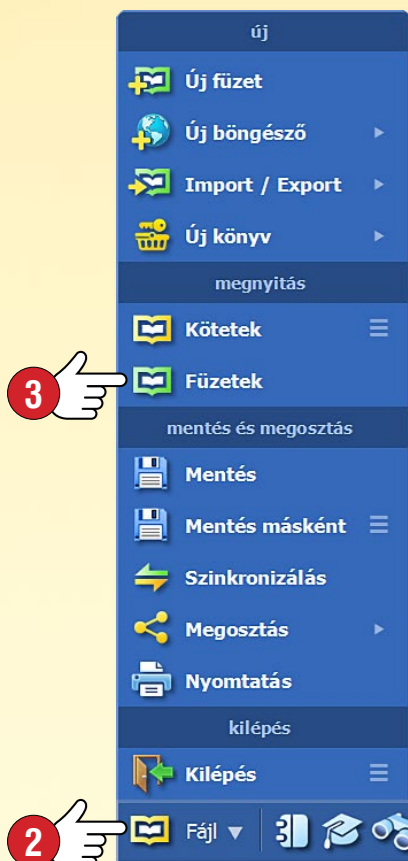 új
Új füzet
Új böngésző
Import / Export
Új könyv
megnyitás
Kötetek
3
Füzetek
mentés és megosztás
Mentés
Mentés másként
Szinkronizálás
Megosztás
Nyomtatás
kilépés
Kilépés
2
Fájl